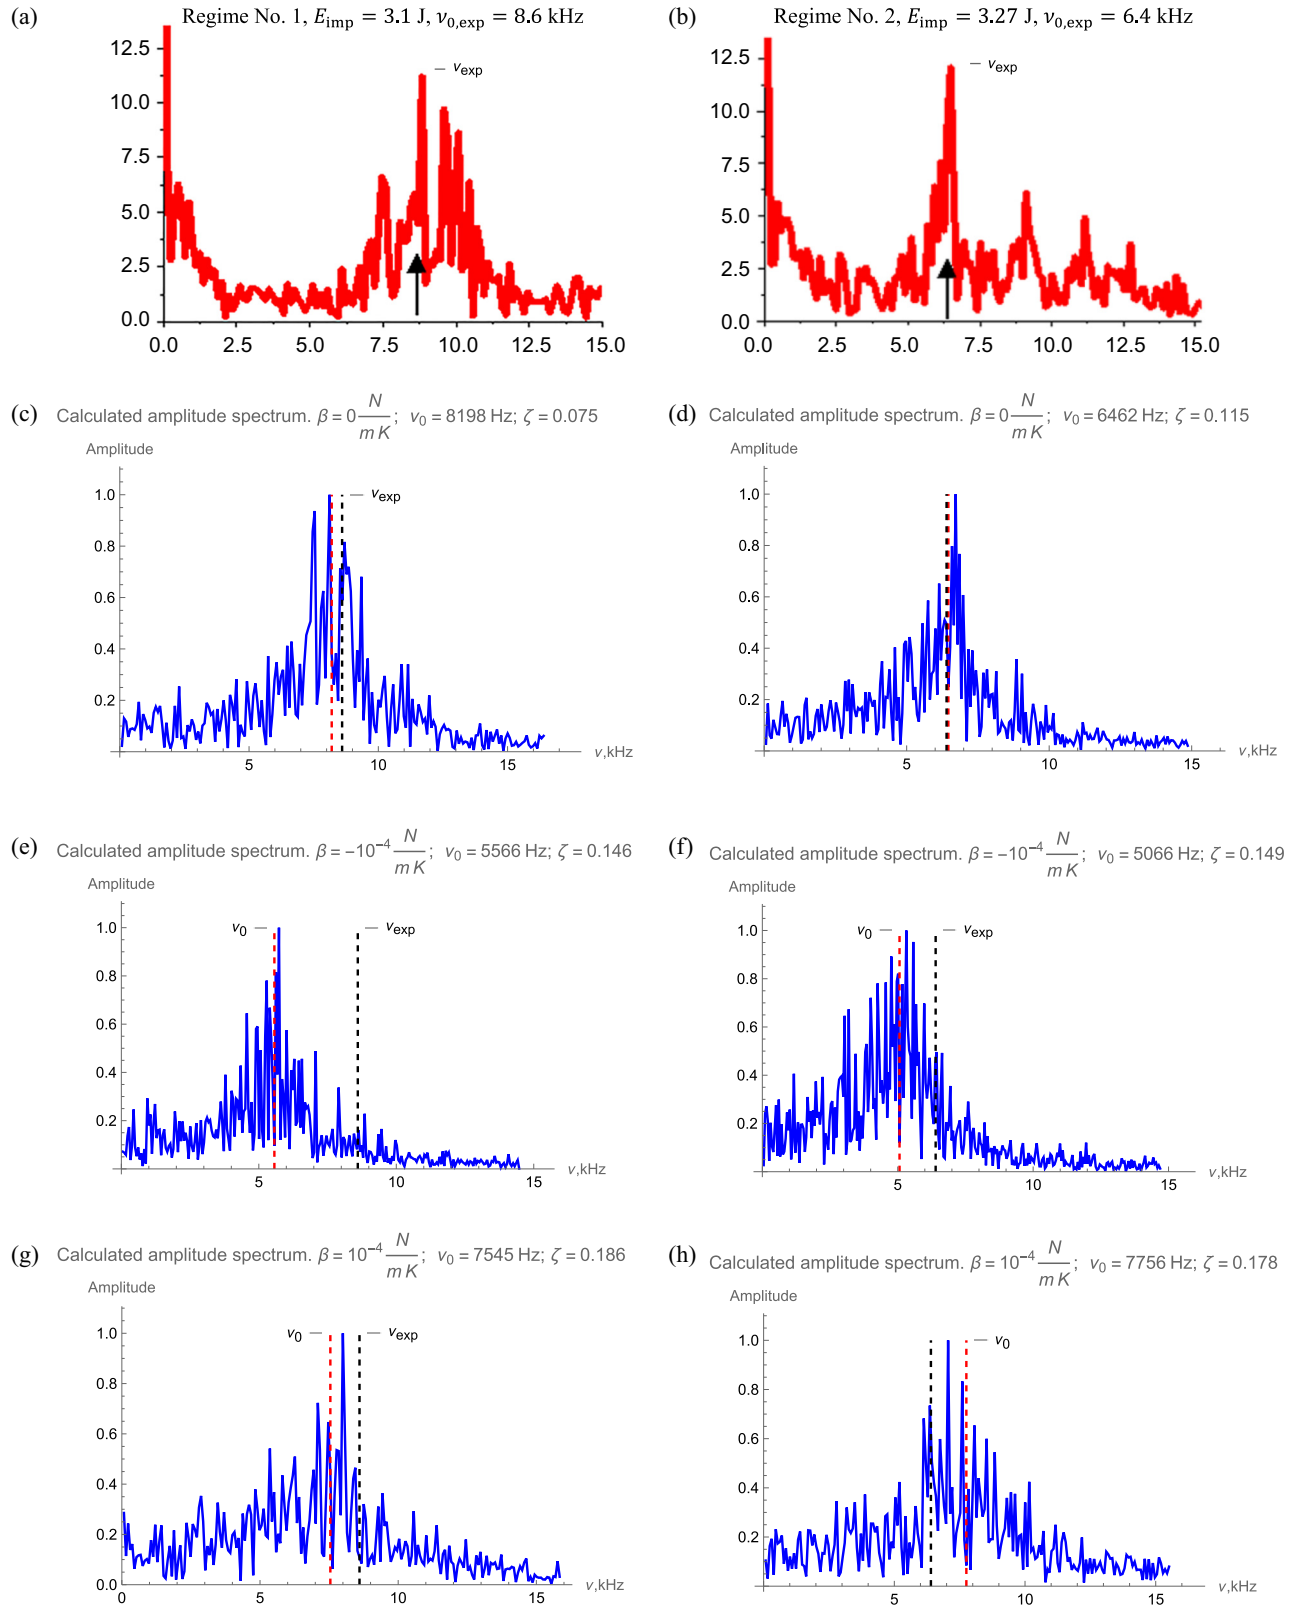 (a) Regime No. 1, E_imp = 3.1 J, ν_0,exp = 8.6 kHz
12.5
10.0
7.5
5.0
2.5
0.0
0.0 2.5 5.0 7.5 10.0 12.5 15.0
ν_exp
(b) Regime No. 2, E_imp = 3.27 J, ν_0,exp = 6.4 kHz
12.5
10.0
7.5
5.0
2.5
0.0
0.0 2.5 5.0 7.5 10.0 12.5 15.0
ν_exp
(c) Calculated amplitude spectrum. β = 0 N/(m K); ν_0 = 8198 Hz; ζ = 0.075
Amplitude
1.0
0.8
0.6
0.4
0.2
5 10 15
ν,kHz
ν_exp
(d) Calculated amplitude spectrum. β = 0 N/(m K); ν_0 = 6462 Hz; ζ = 0.115
Amplitude
1.0
0.8
0.6
0.4
0.2
5 10 15
ν,kHz
(e) Calculated amplitude spectrum. β = −10⁻⁴ N/(m K); ν_0 = 5566 Hz; ζ = 0.146
Amplitude
1.0
0.8
0.6
0.4
0.2
5 10 15
ν,kHz
ν_0
ν_exp
(f) Calculated amplitude spectrum. β = −10⁻⁴ N/(m K); ν_0 = 5066 Hz; ζ = 0.149
Amplitude
1.0
0.8
0.6
0.4
0.2
5 10 15
ν,kHz
ν_0
ν_exp
(g) Calculated amplitude spectrum. β = 10⁻⁴ N/(m K); ν_0 = 7545 Hz; ζ = 0.186
Amplitude
1.0
0.8
0.6
0.4
0.2
0.0
0 5 10 15
ν,kHz
ν_0
ν_exp
(h) Calculated amplitude spectrum. β = 10⁻⁴ N/(m K); ν_0 = 7756 Hz; ζ = 0.178
Amplitude
1.0
0.8
0.6
0.4
0.2
5 10 15
ν,kHz
ν_0